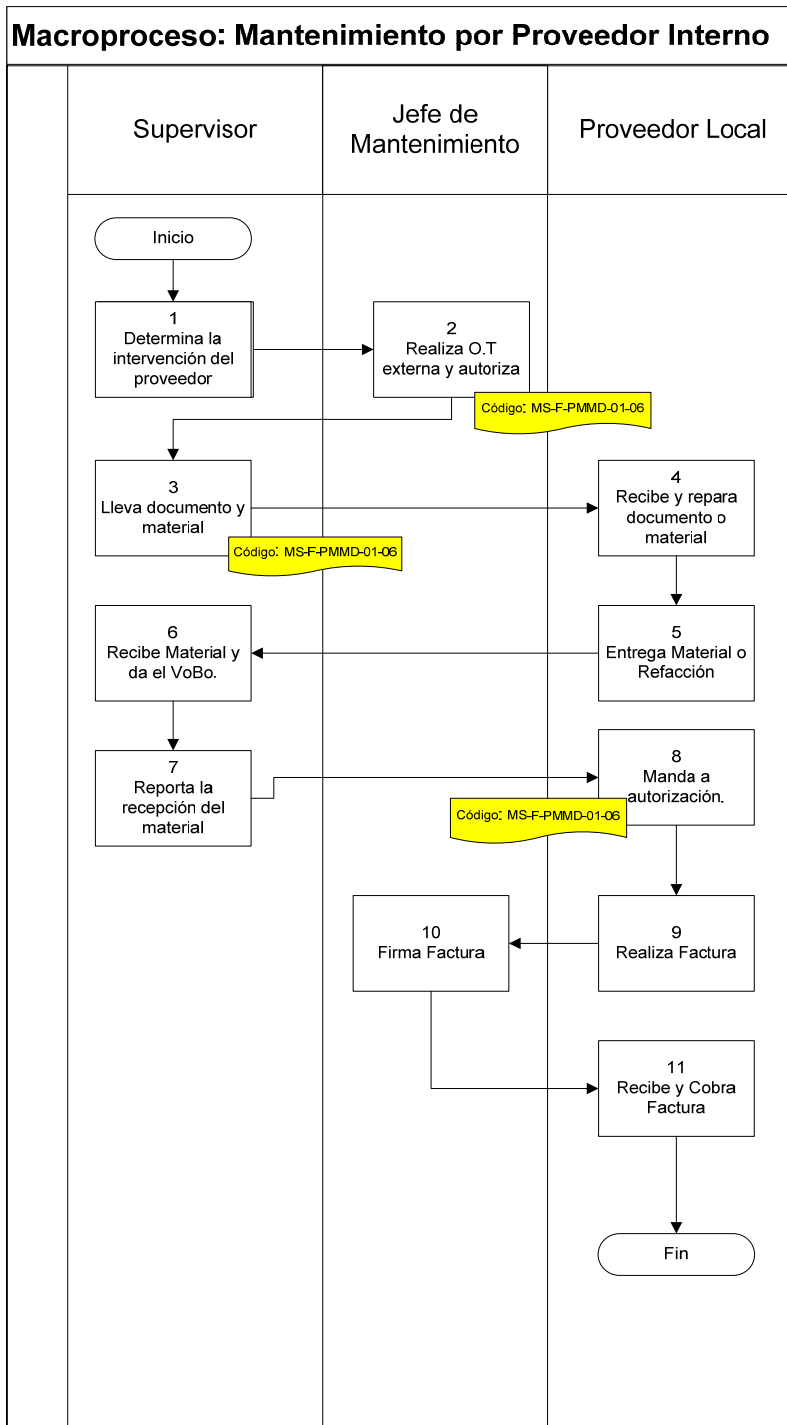 Macroproceso: Mantenimiento por Proveedor Interno
Supervisor
Jefe de
Mantenimiento
Proveedor Local
Inicio
1
Determina la
intervención del
proveedor
2
Realiza O.T
externa y autoriza
Código: MS-F-PMMD-01-06
3
Lleva documento y
material
Código: MS-F-PMMD-01-06
4
Recibe y repara
documento o
material
5
Entrega Material o
Refacción
6
Recibe Material y
da el VoBo.
7
Reporta la
recepción del
material
8
Manda a
autorización.
Código: MS-F-PMMD-01-06
9
Realiza Factura
10
Firma Factura
11
Recibe y Cobra
Factura
Fin